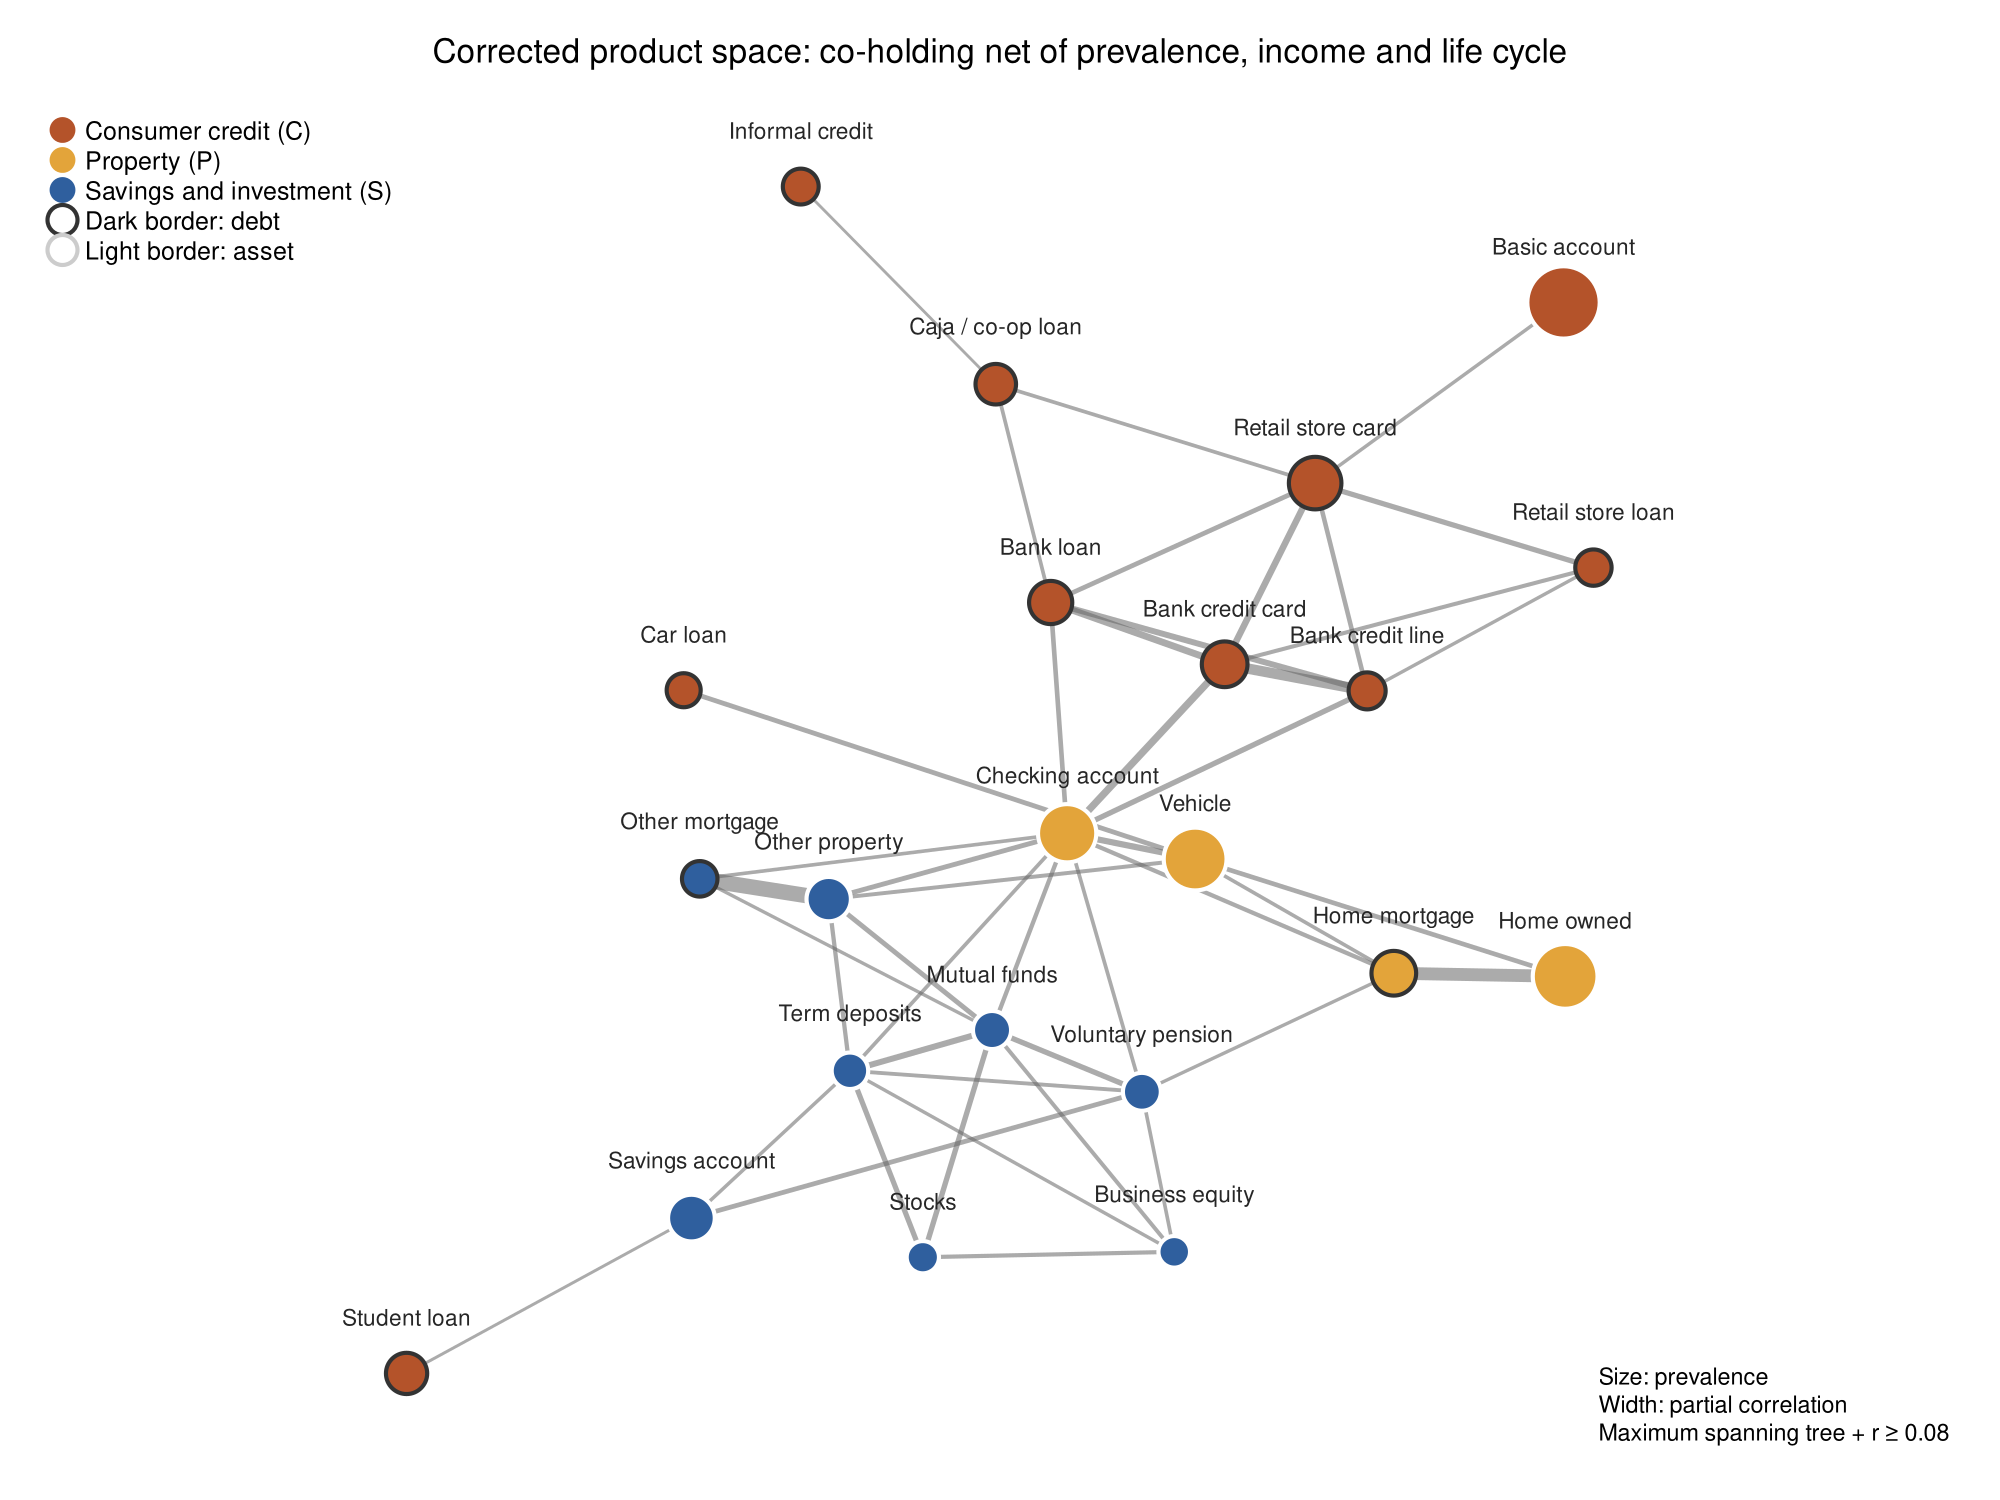 Corrected product space: co-holding net of prevalence, income and life cycle
Consumer credit (C)
Property (P)
Savings and investment (S)
Dark border: debt
Light border: asset
Informal credit
Basic account
Caja / co-op loan
Retail store card
Retail store loan
Bank loan
Bank credit card
Bank credit line
Car loan
Checking account
Vehicle
Other mortgage
Other property
Home mortgage
Home owned
Mutual funds
Term deposits
Voluntary pension
Savings account
Stocks
Business equity
Student loan
Size: prevalence
Width: partial correlation
Maximum spanning tree + r ≥ 0.08